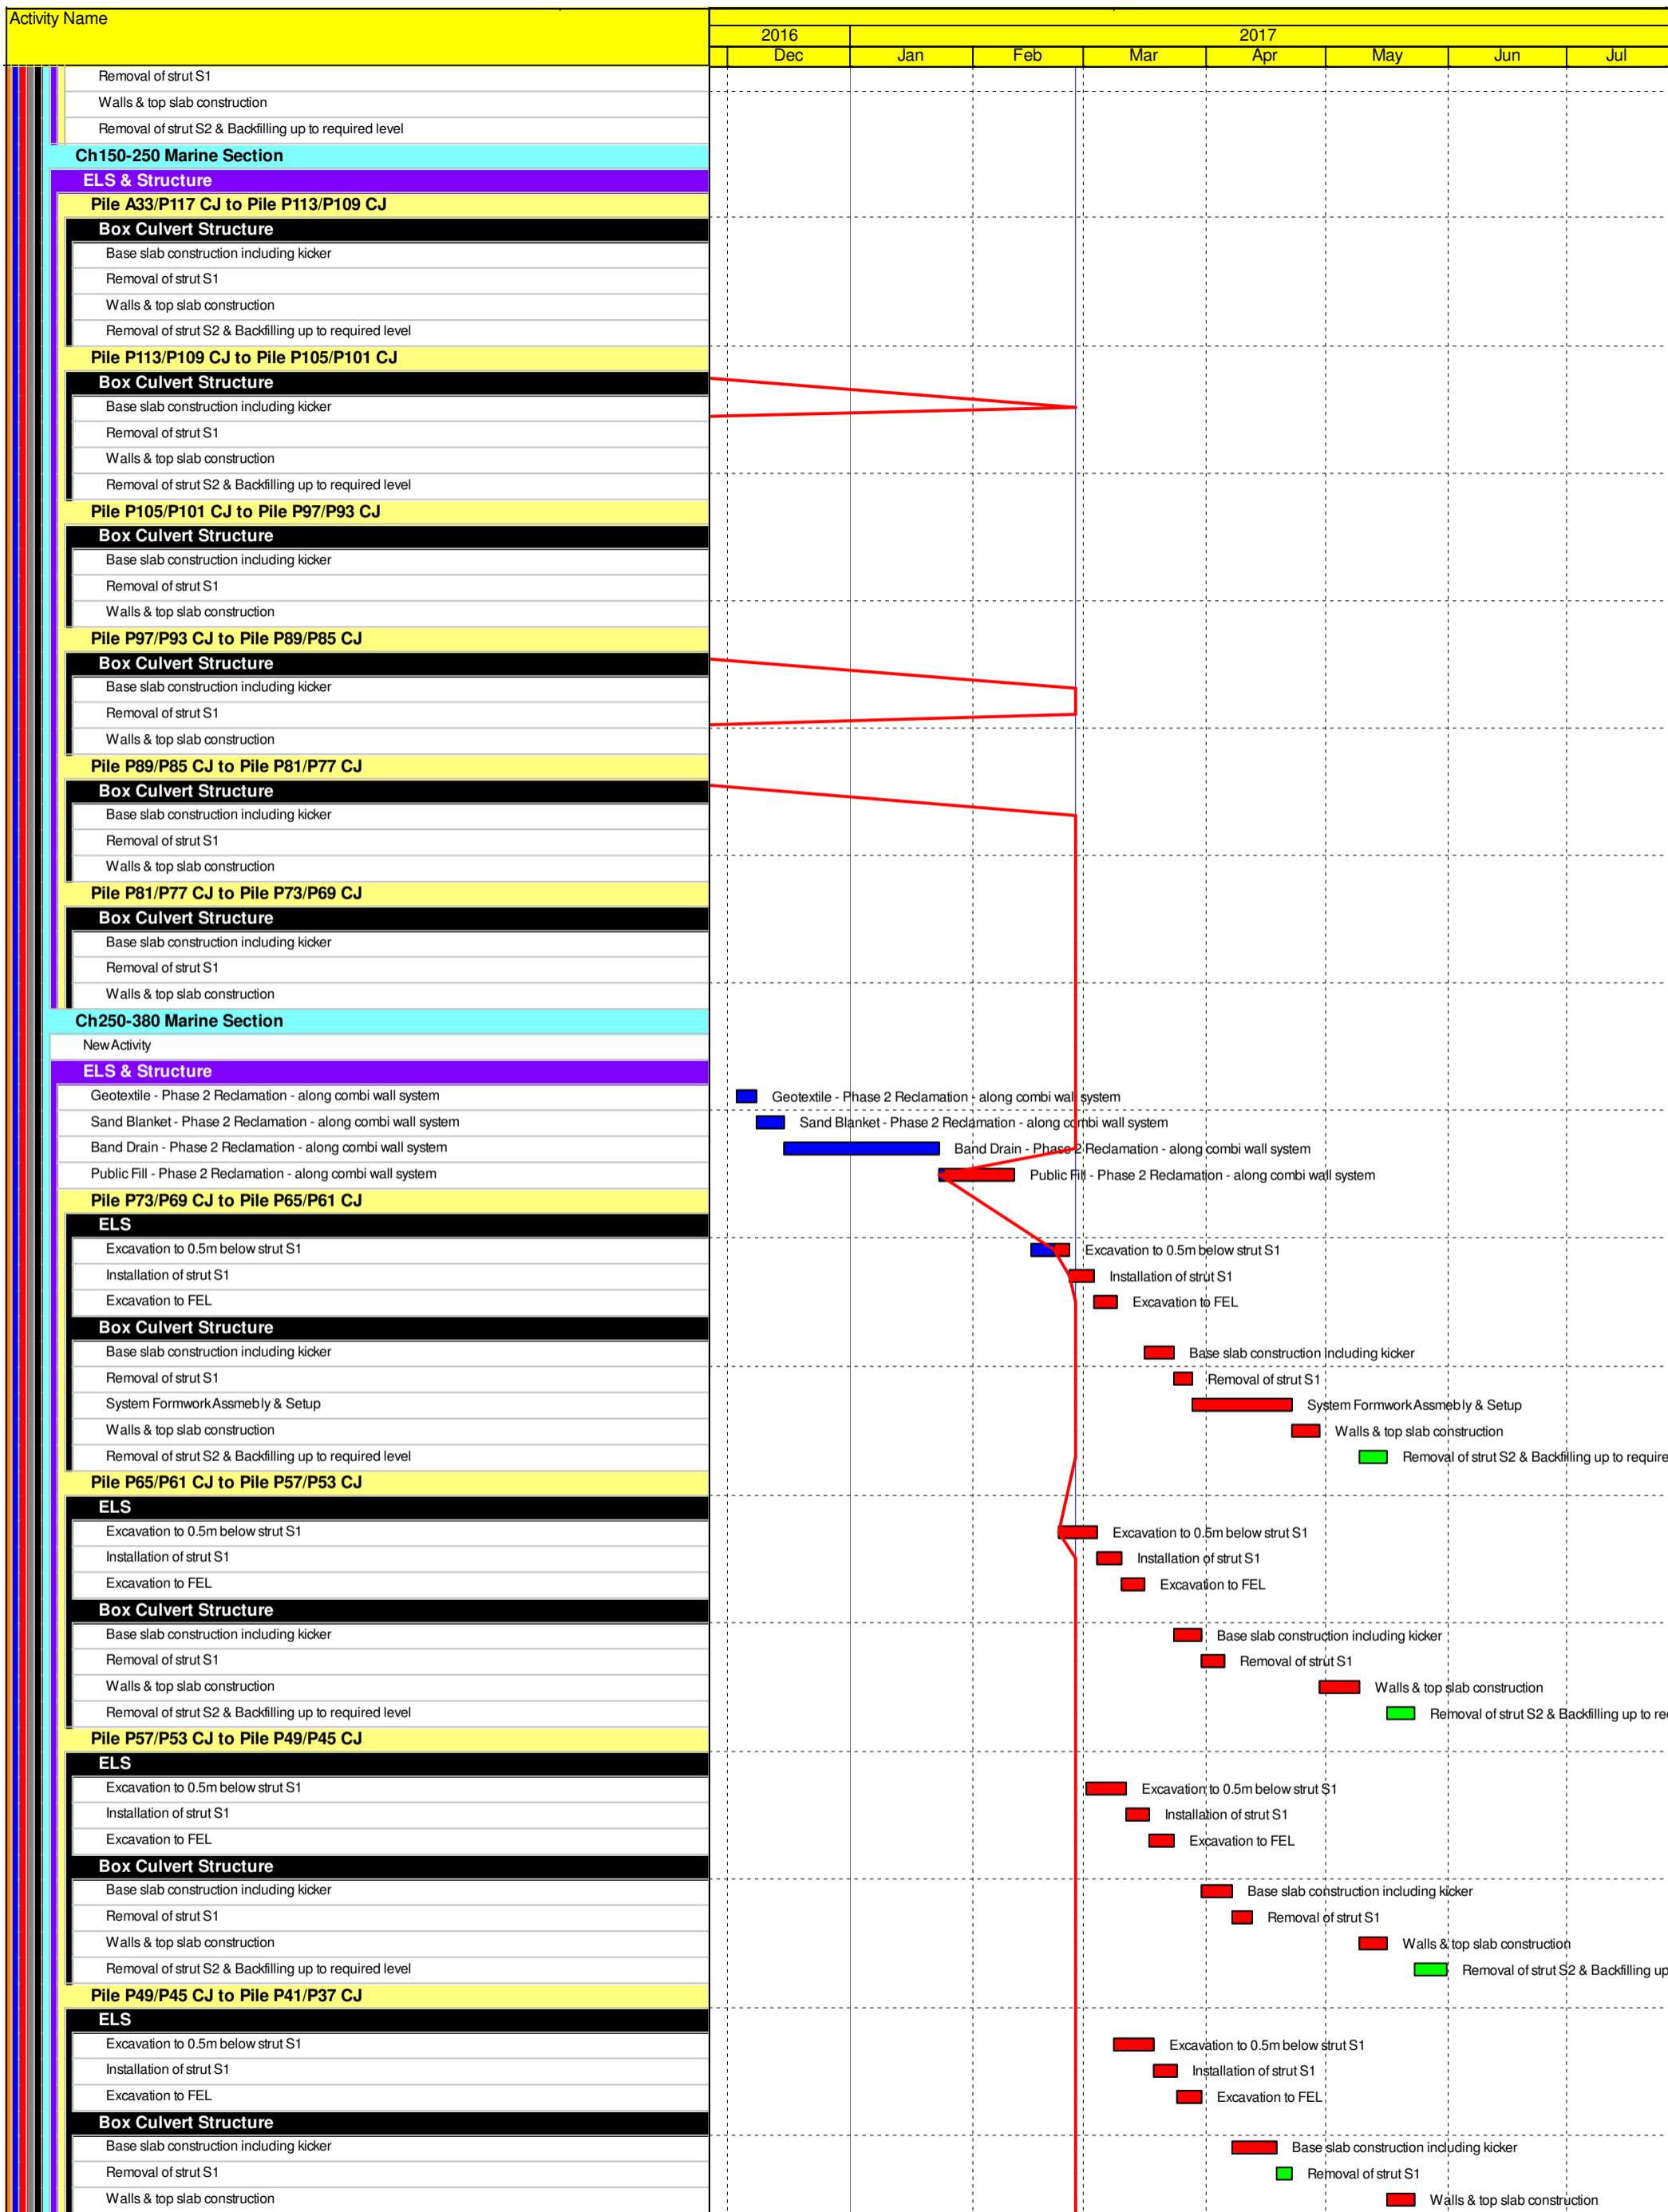 Activity Name
2016 2017
Dec Jan Feb Mar Apr May Jun Jul
Removal of strut S1
Walls & top slab construction
Removal of strut S2 & Backfilling up to required level
Ch150-250 Marine Section
ELS & Structure
Pile A33/P117 CJ to Pile P113/P109 CJ
Box Culvert Structure
Base slab construction including kicker
Removal of strut S1
Walls & top slab construction
Removal of strut S2 & Backfilling up to required level
Pile P113/P109 CJ to Pile P105/P101 CJ
Box Culvert Structure
Base slab construction including kicker
Removal of strut S1
Walls & top slab construction
Removal of strut S2 & Backfilling up to required level
Pile P105/P101 CJ to Pile P97/P93 CJ
Box Culvert Structure
Base slab construction including kicker
Removal of strut S1
Walls & top slab construction
Pile P97/P93 CJ to Pile P89/P85 CJ
Box Culvert Structure
Base slab construction including kicker
Removal of strut S1
Walls & top slab construction
Pile P89/P85 CJ to Pile P81/P77 CJ
Box Culvert Structure
Base slab construction including kicker
Removal of strut S1
Walls & top slab construction
Pile P81/P77 CJ to Pile P73/P69 CJ
Box Culvert Structure
Base slab construction including kicker
Removal of strut S1
Walls & top slab construction
Ch250-380 Marine Section
New Activity
ELS & Structure
Geotextile - Phase 2 Reclamation - along combi wall system Geotextile - Phase 2 Reclamation - along combi wall system
Sand Blanket - Phase 2 Reclamation - along combi wall system Sand Blanket - Phase 2 Reclamation - along combi wall system
Band Drain - Phase 2 Reclamation - along combi wall system Band Drain - Phase 2 Reclamation - along combi wall system
Public Fill - Phase 2 Reclamation - along combi wall system Public Fill - Phase 2 Reclamation - along combi wall system
Pile P73/P69 CJ to Pile P65/P61 CJ
ELS
Excavation to 0.5m below strut S1 Excavation to 0.5m below strut S1
Installation of strut S1 Installation of strut S1
Excavation to FEL Excavation to FEL
Box Culvert Structure
Base slab construction including kicker Base slab construction including kicker
Removal of strut S1 Removal of strut S1
System Formwork Assmebly & Setup System Formwork Assmebly & Setup
Walls & top slab construction Walls & top slab construction
Removal of strut S2 & Backfilling up to required level Removal of strut S2 & Backfilling up to require
Pile P65/P61 CJ to Pile P57/P53 CJ
ELS
Excavation to 0.5m below strut S1 Excavation to 0.5m below strut S1
Installation of strut S1 Installation of strut S1
Excavation to FEL Excavation to FEL
Box Culvert Structure
Base slab construction including kicker Base slab construction including kicker
Removal of strut S1 Removal of strut S1
Walls & top slab construction Walls & top slab construction
Removal of strut S2 & Backfilling up to required level Removal of strut S2 & Backfilling up to re
Pile P57/P53 CJ to Pile P49/P45 CJ
ELS
Excavation to 0.5m below strut S1 Excavation to 0.5m below strut S1
Installation of strut S1 Installation of strut S1
Excavation to FEL Excavation to FEL
Box Culvert Structure
Base slab construction including kicker Base slab construction including kicker
Removal of strut S1 Removal of strut S1
Walls & top slab construction Walls & top slab construction
Removal of strut S2 & Backfilling up to required level Removal of strut S2 & Backfilling up
Pile P49/P45 CJ to Pile P41/P37 CJ
ELS
Excavation to 0.5m below strut S1 Excavation to 0.5m below strut S1
Installation of strut S1 Installation of strut S1
Excavation to FEL Excavation to FEL
Box Culvert Structure
Base slab construction including kicker Base slab construction including kicker
Removal of strut S1 Removal of strut S1
Walls & top slab construction Walls & top slab construction